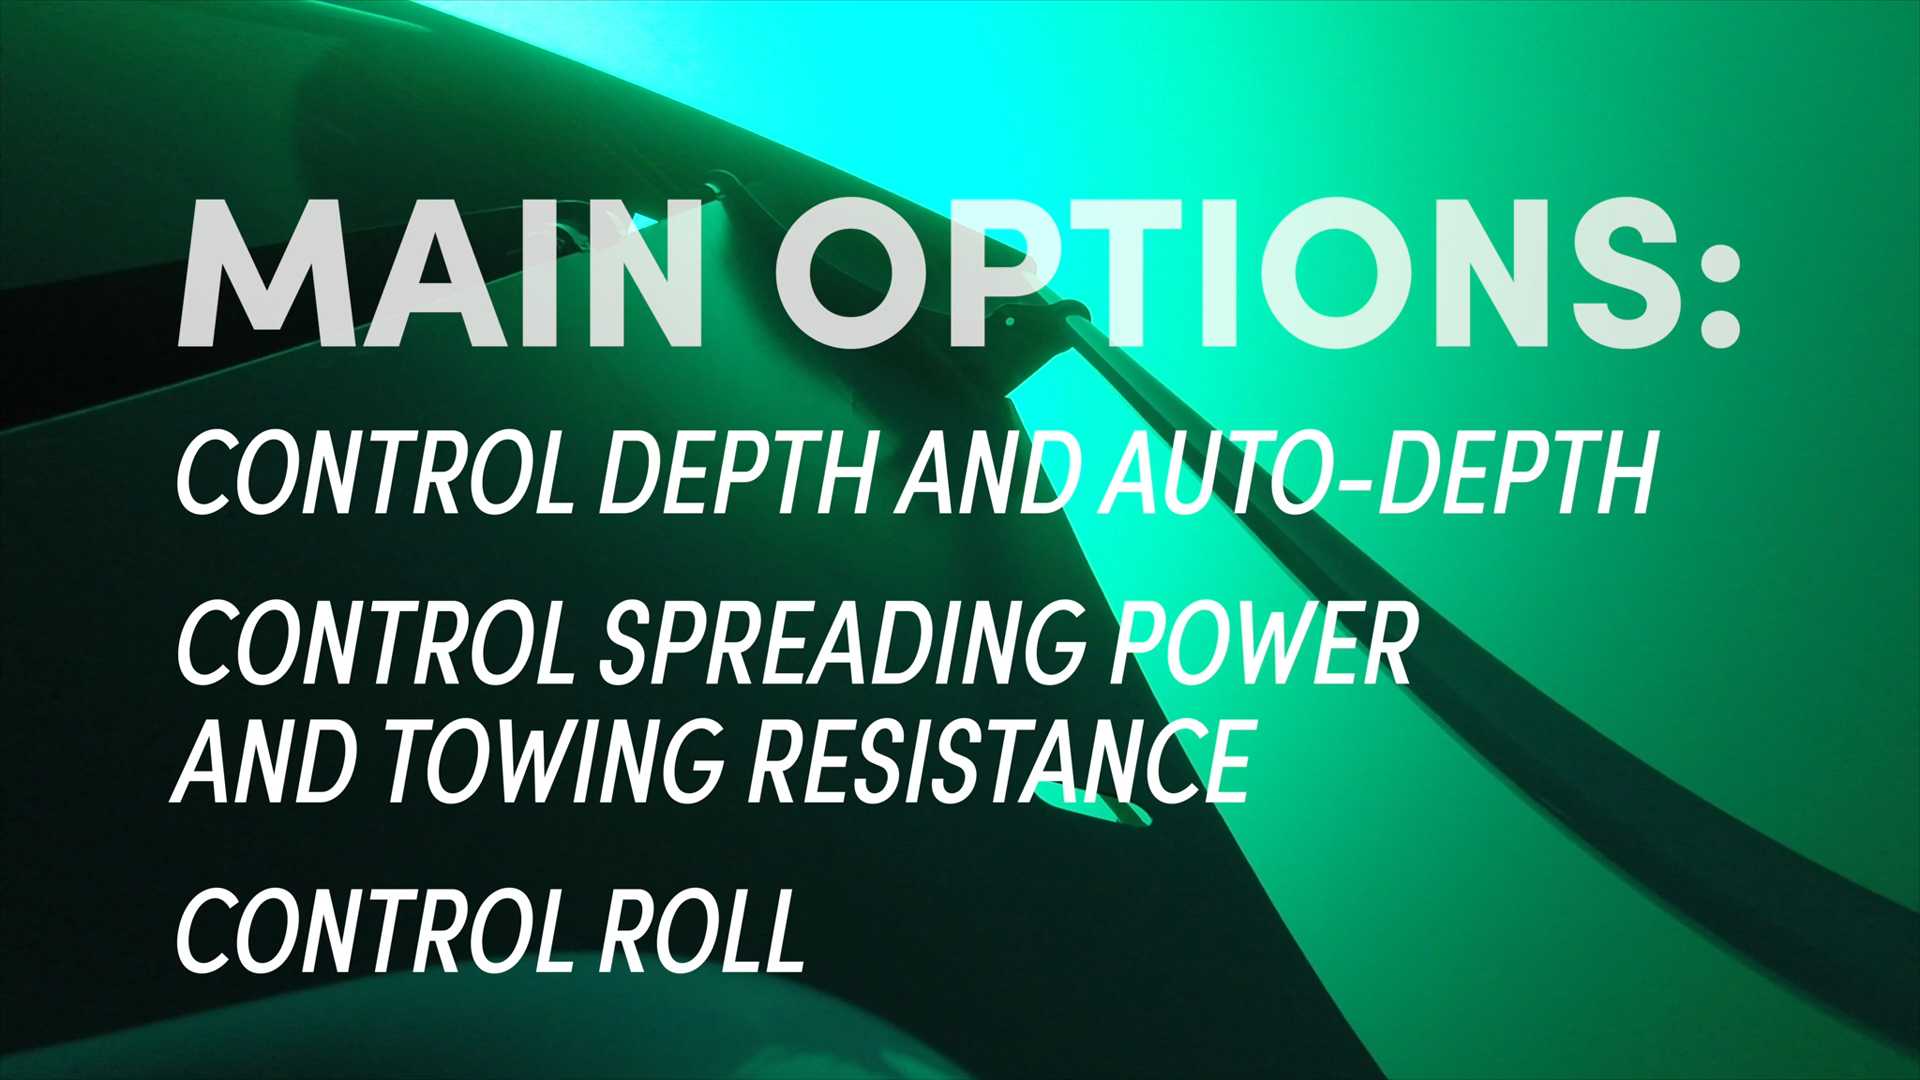 MAIN OPTIONS:
CONTROL DEPTH AND AUTO-DEPTH
CONTROL SPREADING POWER
AND TOWING RESISTANCE
CONTROL ROLL